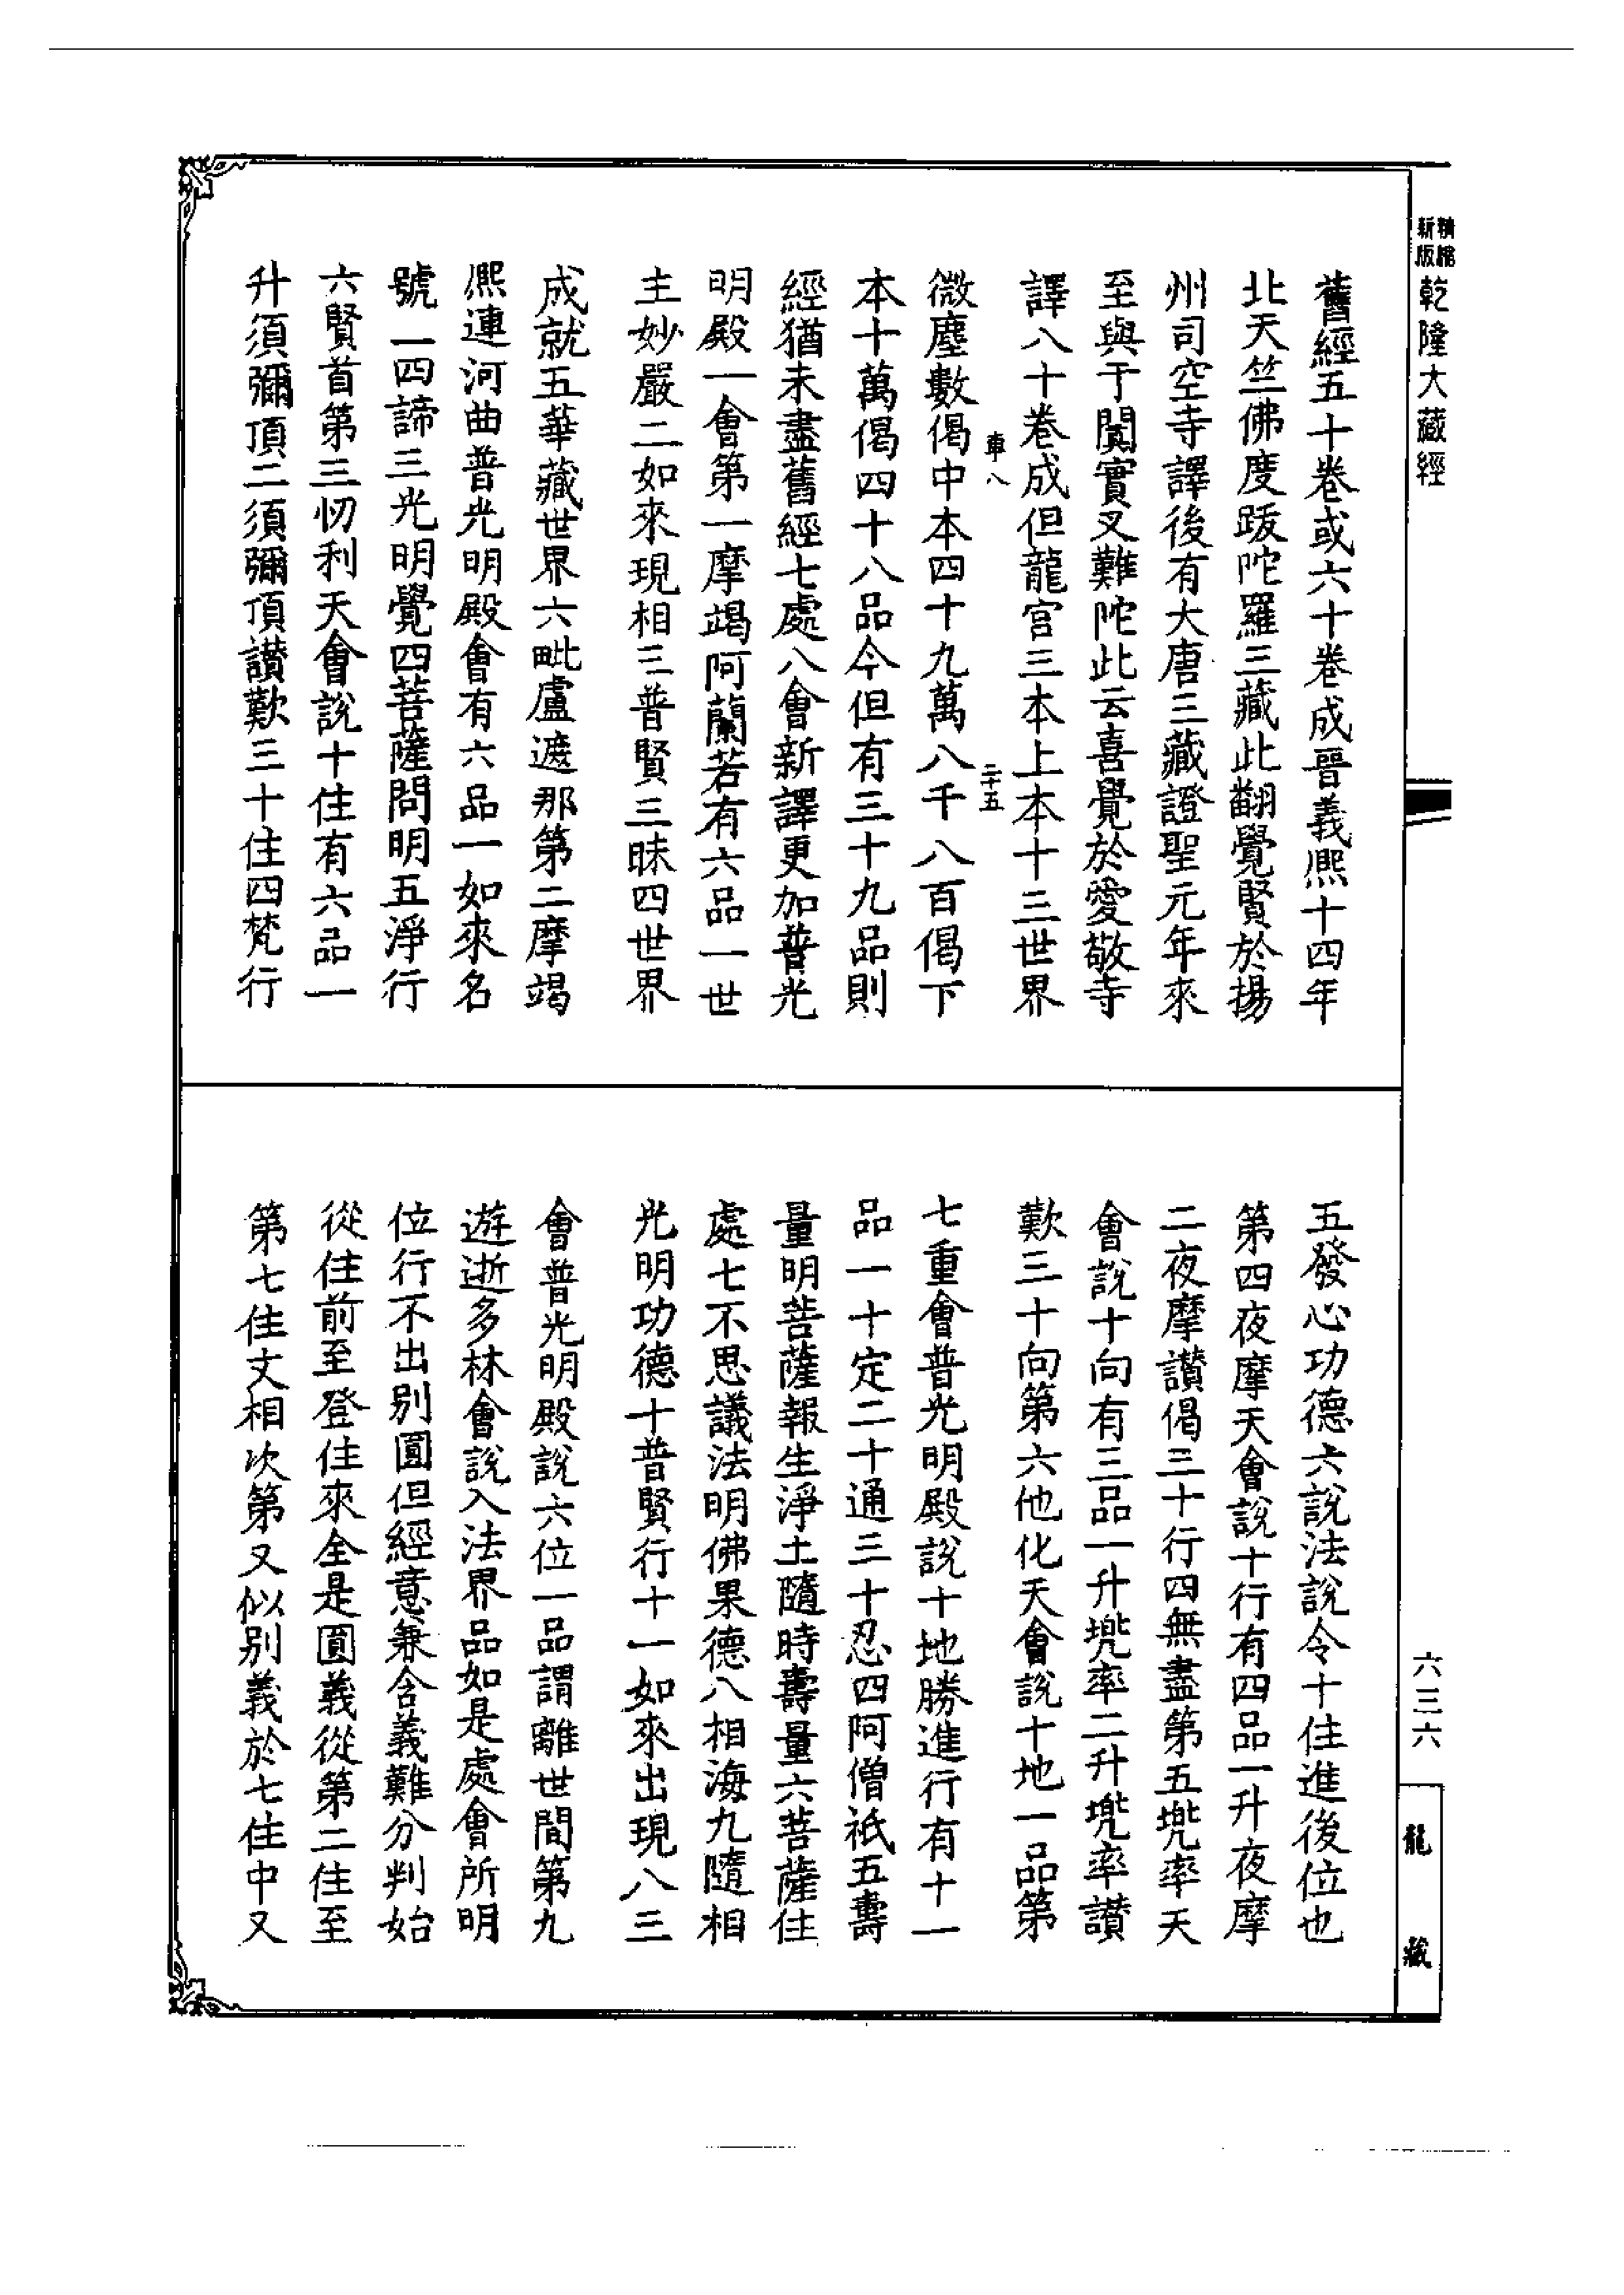 精縮新版乾隆大藏經
舊經五十卷或六十卷成晉義熙十四年
北天竺佛度䟦陀羅三藏此翻覺賢於揚
州司空寺譯後有大唐三藏證聖元年來
至與于闐實叉難陀此云喜覺於愛敬寺
譯八十卷成但龍宮三本上本十三世界
車八 二十五
微塵數偈中本四十九萬八千八百偈下
本十萬偈四十八品今但有三十九品則
經猶未盡舊經七處八會新譯更加普光
明殿一會第一摩竭阿蘭若有六品一世
主妙嚴二如來現相三普賢三昧四世界
成就五華藏世界六毗盧遮那第二摩竭
熈連河曲普光明殿會有六品一如來名
號一四諦三光明覺四菩薩問明五淨行
六賢首第三忉利天會說十住有六品一
升須彌頂二須彌頂讃歎三十住四梵行
五發心功德六說法說令十住進後位也
第四夜摩天會說十行有四品一升夜摩
二夜摩讃偈三十行四無盡第五兠率天
會說十向有三品一升兠率二升兠率讃
歎三十向第六他化天會說十地一品第
七重會普光明殿說十地勝進行有十一
品一十定二十通三十忍四阿僧祇五壽
量明菩薩報生淨土隨時壽量六菩薩住
處七不思議法明佛果德八相海九隨相
光明功德十普賢行十一如來出現八三
會普光明殿說六位一品謂離世間第九
遊逝多林會說入法界品如是處會所明
位行不出別圓但經意兼含義難分判始
從住前至登住來全是圓義從第二住至
第七住丈相次第又似別義於七住中又
六三六
龍藏